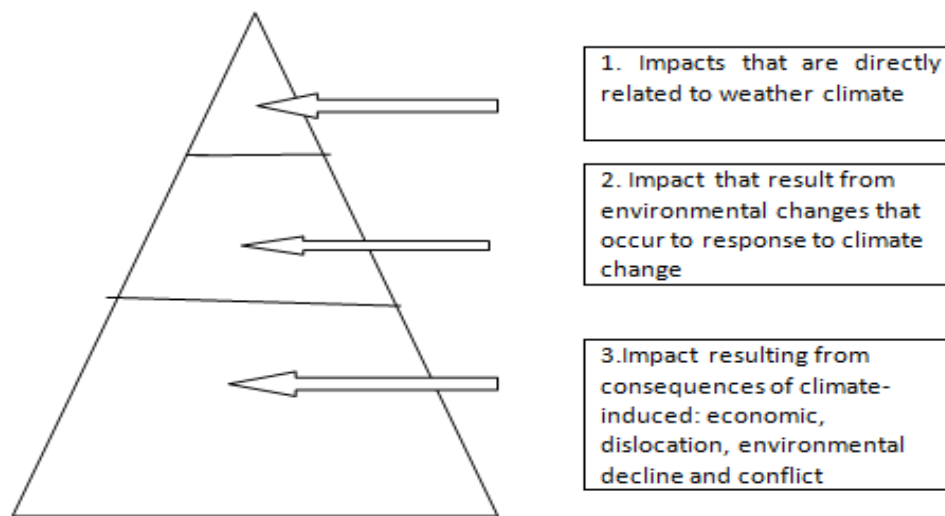 1. Impacts that are directly
related to weather climate
2. Impact that result from
environmental changes that
occur to response to climate
change
3.Impact resulting from
consequences of climate-
induced: economic,
dislocation, environmental
decline and conflict